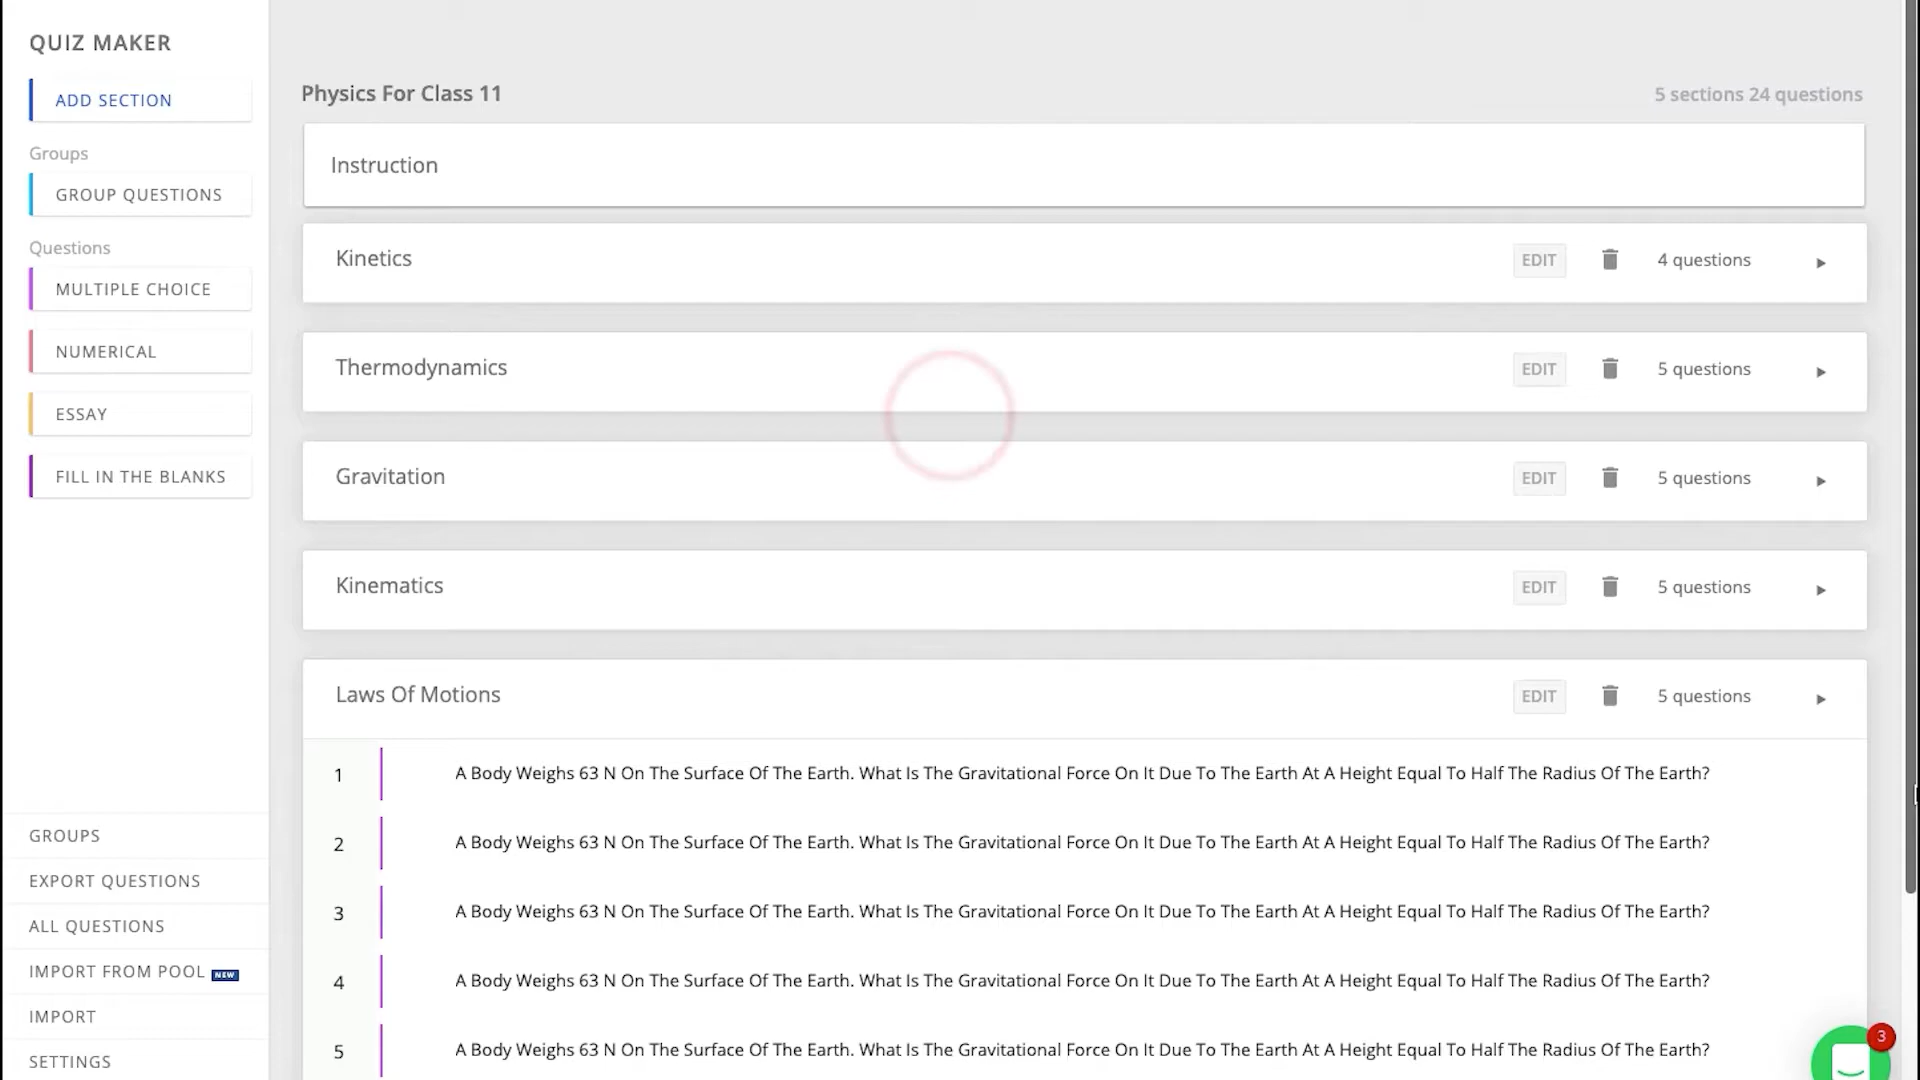 QUIZ MAKER
ADD SECTION
Groups
GROUP QUESTIONS
Questions
MULTIPLE CHOICE
NUMERICAL
ESSAY
FILL IN THE BLANKS
GROUPS
EXPORT QUESTIONS
ALL QUESTIONS
IMPORT FROM POOL NEW
IMPORT
SETTINGS
Physics For Class 11 5 sections 24 questions
Instruction
Kinetics EDIT 4 questions
Thermodynamics EDIT 5 questions
Gravitation EDIT 5 questions
Kinematics EDIT 5 questions
Laws Of Motions EDIT 5 questions
1 A Body Weighs 63 N On The Surface Of The Earth. What Is The Gravitational Force On It Due To The Earth At A Height Equal To Half The Radius Of The Earth?
2 A Body Weighs 63 N On The Surface Of The Earth. What Is The Gravitational Force On It Due To The Earth At A Height Equal To Half The Radius Of The Earth?
3 A Body Weighs 63 N On The Surface Of The Earth. What Is The Gravitational Force On It Due To The Earth At A Height Equal To Half The Radius Of The Earth?
4 A Body Weighs 63 N On The Surface Of The Earth. What Is The Gravitational Force On It Due To The Earth At A Height Equal To Half The Radius Of The Earth?
5 A Body Weighs 63 N On The Surface Of The Earth. What Is The Gravitational Force On It Due To The Earth At A Height Equal To Half The Radius Of The Earth?
3